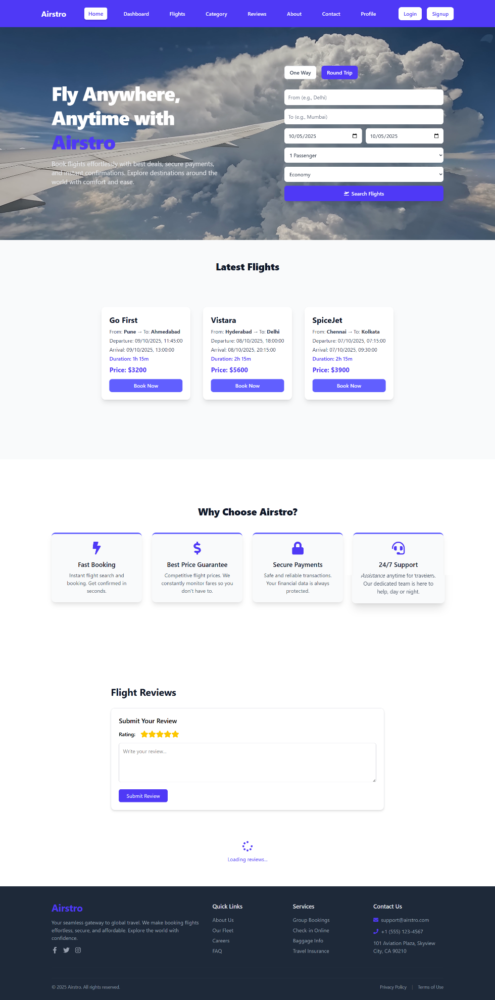 Airstro
Home
Dashboard
Flights
Category
Reviews
About
Contact
Profile
Login
Signup
Fly Anywhere,
Anytime with
Airstro
Book flights effortlessly with best deals, secure payments,
and instant confirmations. Explore destinations around the
world with comfort and ease.
One Way
Round Trip
From (e.g., Delhi)
To (e.g., Mumbai)
10/05/2025
10/05/2025
1 Passenger
Economy
Search Flights
Latest Flights
Go First
From: Pune → To: Ahmedabad
Departure: 09/10/2025, 11:45:00
Arrival: 09/10/2025, 13:00:00
Duration: 1h 15m
Price: $3200
Book Now
Vistara
From: Hyderabad → To: Delhi
Departure: 08/10/2025, 18:00:00
Arrival: 08/10/2025, 20:15:00
Duration: 2h 15m
Price: $5600
Book Now
SpiceJet
From: Chennai → To: Kolkata
Departure: 07/10/2025, 07:15:00
Arrival: 07/10/2025, 09:30:00
Duration: 2h 15m
Price: $3900
Book Now
Why Choose Airstro?
Fast Booking
Instant flight search and
booking. Get confirmed in
seconds.
Best Price Guarantee
Competitive flight prices. We
constantly monitor fares so you
don't have to.
Secure Payments
Safe and reliable transactions.
Your financial data is always
protected.
24/7 Support
Assistance anytime for travelers.
Our dedicated team is here to
help, day or night.
Flight Reviews
Submit Your Review
Rating:
Write your review...
Submit Review
Loading reviews...
Airstro
Your seamless gateway to global travel. We make booking flights
effortless, secure, and affordable. Explore the world with
confidence.
Quick Links
About Us
Our Fleet
Careers
FAQ
Services
Group Bookings
Check-in Online
Baggage Info
Travel Insurance
Contact Us
support@airstro.com
+1 (555) 123-4567
101 Aviation Plaza, Skyview
City, CA 90210
© 2025 Airstro. All rights reserved.
Privacy Policy | Terms of Use